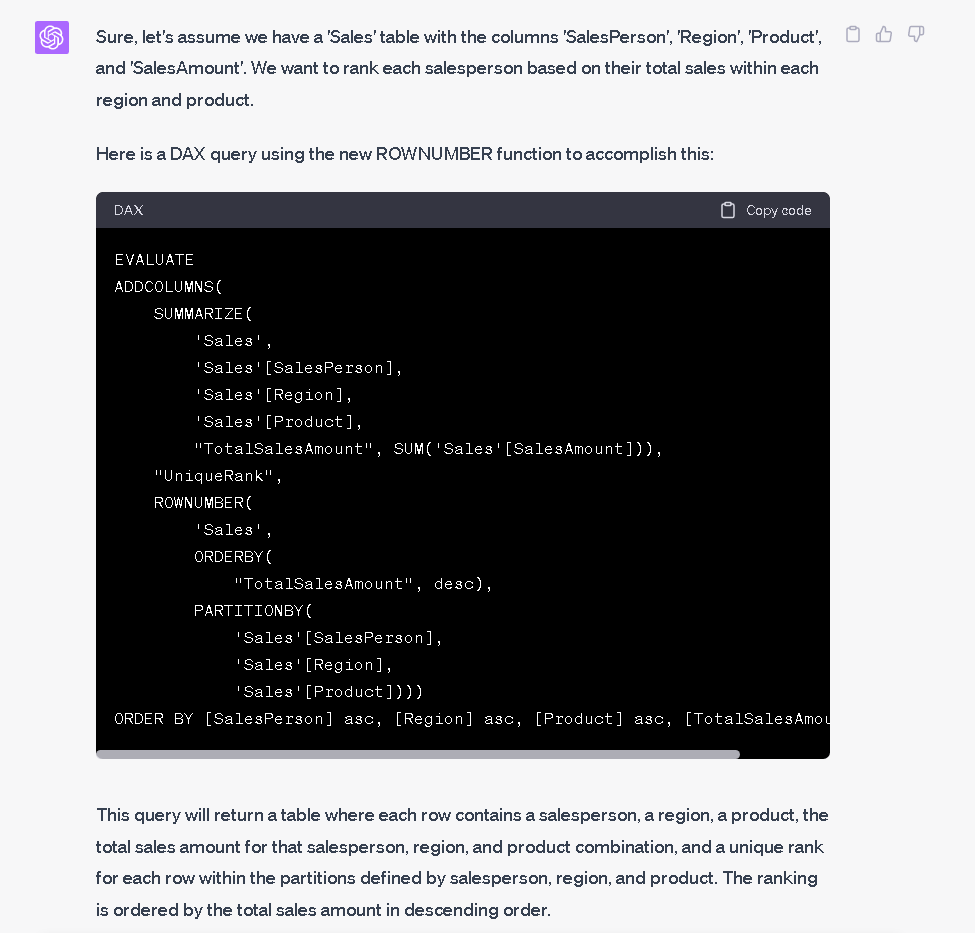 Sure, let's assume we have a 'Sales' table with the columns 'SalesPerson', 'Region', 'Product',
and 'SalesAmount'. We want to rank each salesperson based on their total sales within each
region and product.
Here is a DAX query using the new ROWNUMBER function to accomplish this:
DAX
Copy code
EVALUATE
ADDCOLUMNS(
    SUMMARIZE(
        'Sales',
        'Sales'[SalesPerson],
        'Sales'[Region],
        'Sales'[Product],
        "TotalSalesAmount", SUM('Sales'[SalesAmount])),
    "UniqueRank",
    ROWNUMBER(
        'Sales',
        ORDERBY(
            "TotalSalesAmount", desc),
        PARTITIONBY(
            'Sales'[SalesPerson],
            'Sales'[Region],
            'Sales'[Product])))
ORDER BY [SalesPerson] asc, [Region] asc, [Product] asc, [TotalSalesAmou
This query will return a table where each row contains a salesperson, a region, a product, the
total sales amount for that salesperson, region, and product combination, and a unique rank
for each row within the partitions defined by salesperson, region, and product. The ranking
is ordered by the total sales amount in descending order.